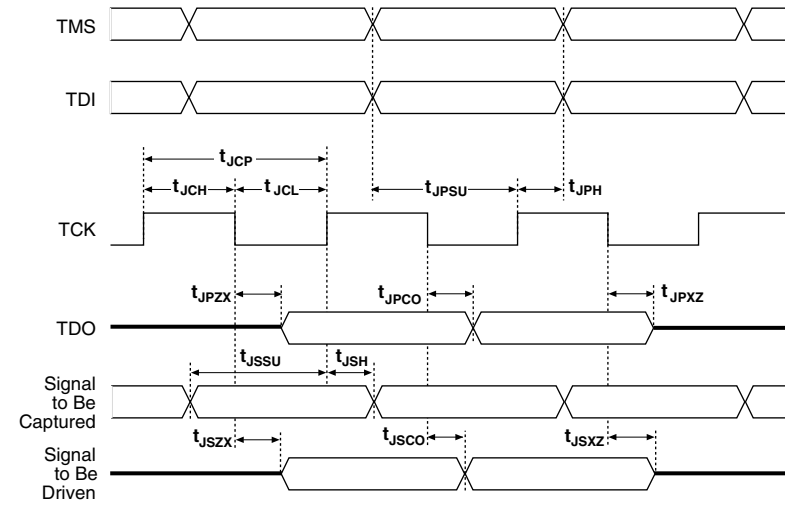 TMS
TDI
tJCP
tJCH
tJCL
tJPSU
tJPH
TCK
tJPZX
tJPCO
tJPXZ
TDO
tJSSU
tJSH
Signal
to Be
Captured
tJSZX
tJSCO
tJSXZ
Signal
to Be
Driven